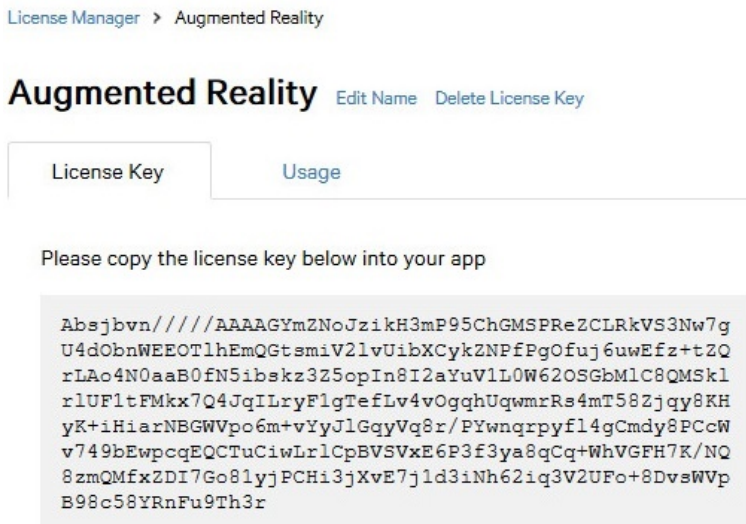 License Manager > Augmented Reality
Augmented Reality Edit Name Delete License Key
License Key Usage
Please copy the license key below into your app
Absjbvn/////AAAAGYmZNoJzikH3mP95ChGMSPReZCLRkVS3Nw7g
U4dObnWEEOTlhEmQGtsmiV2lvUibXCykZNPfPgOfuj6uwEfz+tZQ
rLAo4N0aaB0fN5ibskz3Z5opIn8I2aYuV1L0W62OSGbMlC8QMSkl
rlUF1tFMkx7Q4JqILryF1gTefLv4vOgqhUqwmrRs4mT58Zjqy8KH
yK+iHiarNBGWVpo6m+vYyJlGqyVq8r/PYwnqrpyfl4gCmdy8PCcW
v749bEwpcqEQCTuCiwLrlCpBVSVxE6P3f3ya8qCq+WhVGFH7K/NQ
8zmQMfxZDI7Go81yjPCHi3jXvE7j1d3iNh62iq3V2UFo+8DvsWVp
B98c58YRnFu9Th3r